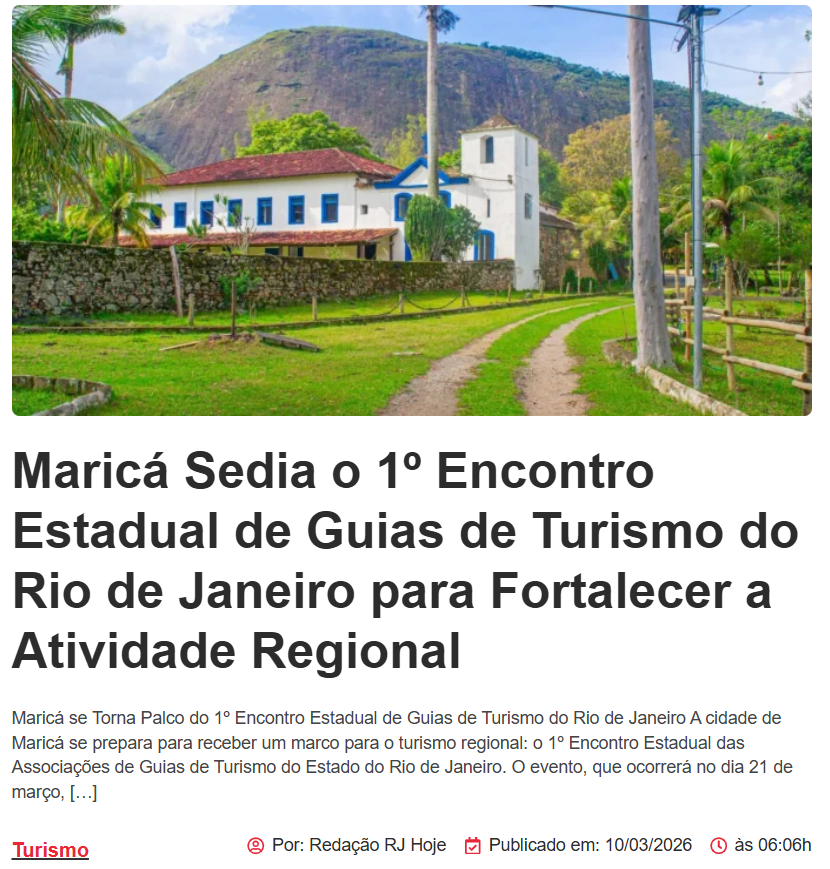 Maricá Sedia o 1º Encontro
Estadual de Guias de Turismo do
Rio de Janeiro para Fortalecer a
Atividade Regional
Maricá se Torna Palco do 1º Encontro Estadual de Guias de Turismo do Rio de Janeiro A cidade de
Maricá se prepara para receber um marco para o turismo regional: o 1º Encontro Estadual das
Associações de Guias de Turismo do Estado do Rio de Janeiro. O evento, que ocorrerá no dia 21 de
março, […]
Turismo Por: Redação RJ Hoje Publicado em: 10/03/2026 às 06:06h